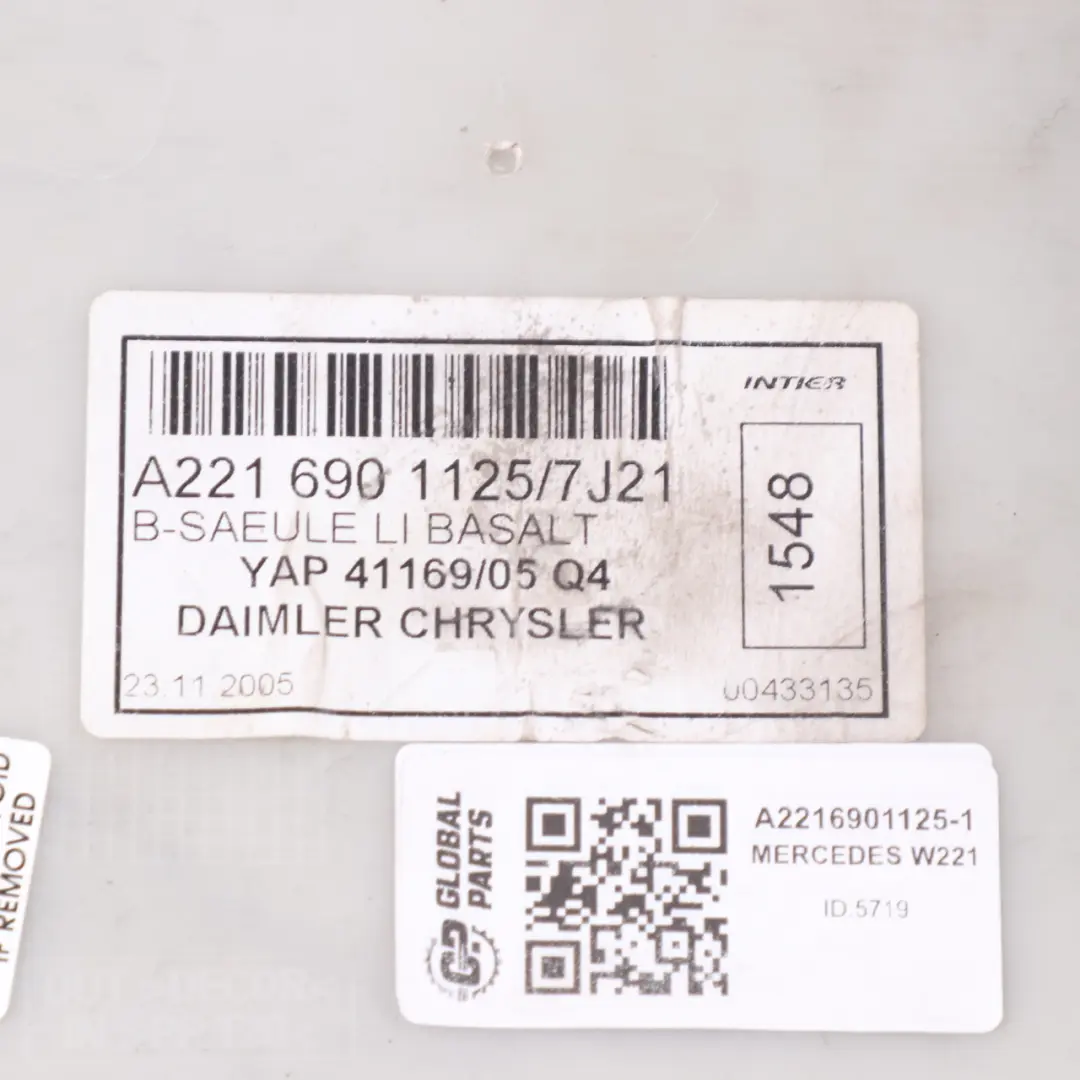 INTIER
A221 690 1125/7J21
B-SAEULE LI BASALT
YAP 41169/05 Q4
DAIMLER CHRYSLER
1548
23.11.2005
00433135
IF REMOVED
GLOBAL
PARTS
A2216901125-1
MERCEDES W221
ID.5719